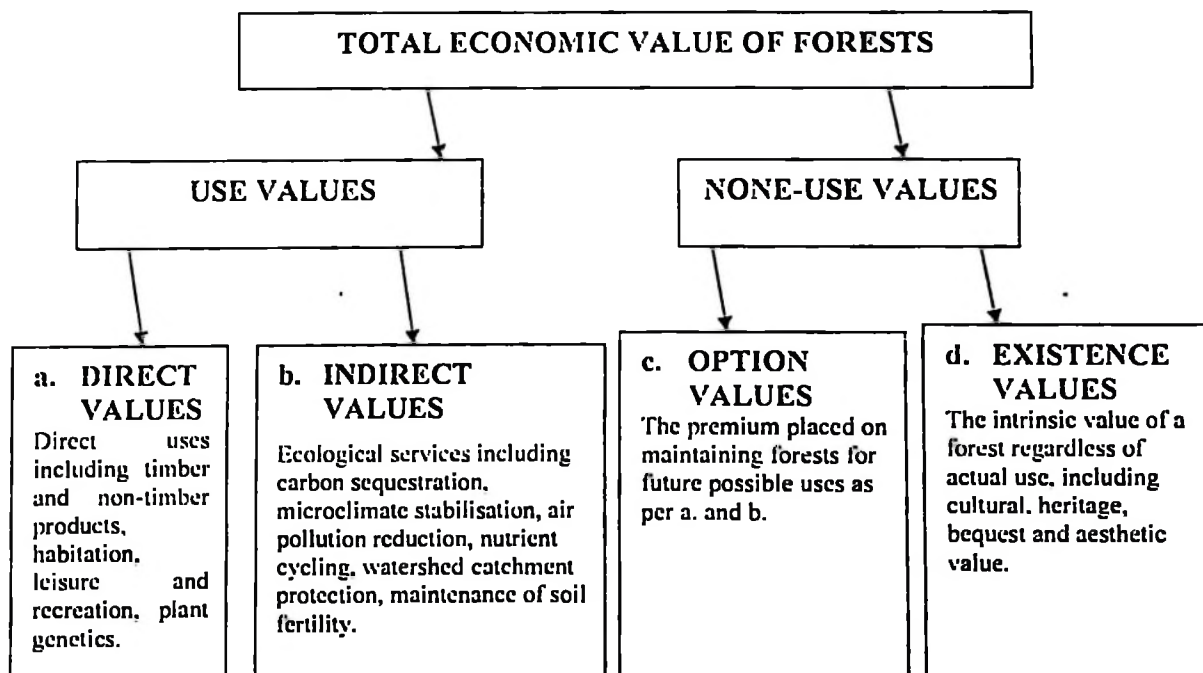 TOTAL ECONOMIC VALUE OF FORESTS
USE VALUES
NONE-USE VALUES
a. DIRECT
VALUES
Direct uses
including timber
and non-timber
products,
habitation,
leisure and
recreation, plant
genetics.
b. INDIRECT
VALUES
Ecological services including
carbon sequestration,
microclimate stabilisation, air
pollution reduction, nutrient
cycling, watershed catchment
protection, maintenance of soil
fertility.
c. OPTION
VALUES
The premium placed on
maintaining forests for
future possible uses as
per a. and b.
d. EXISTENCE
VALUES
The intrinsic value of a
forest regardless of
actual use, including
cultural, heritage,
bequest and aesthetic
value.